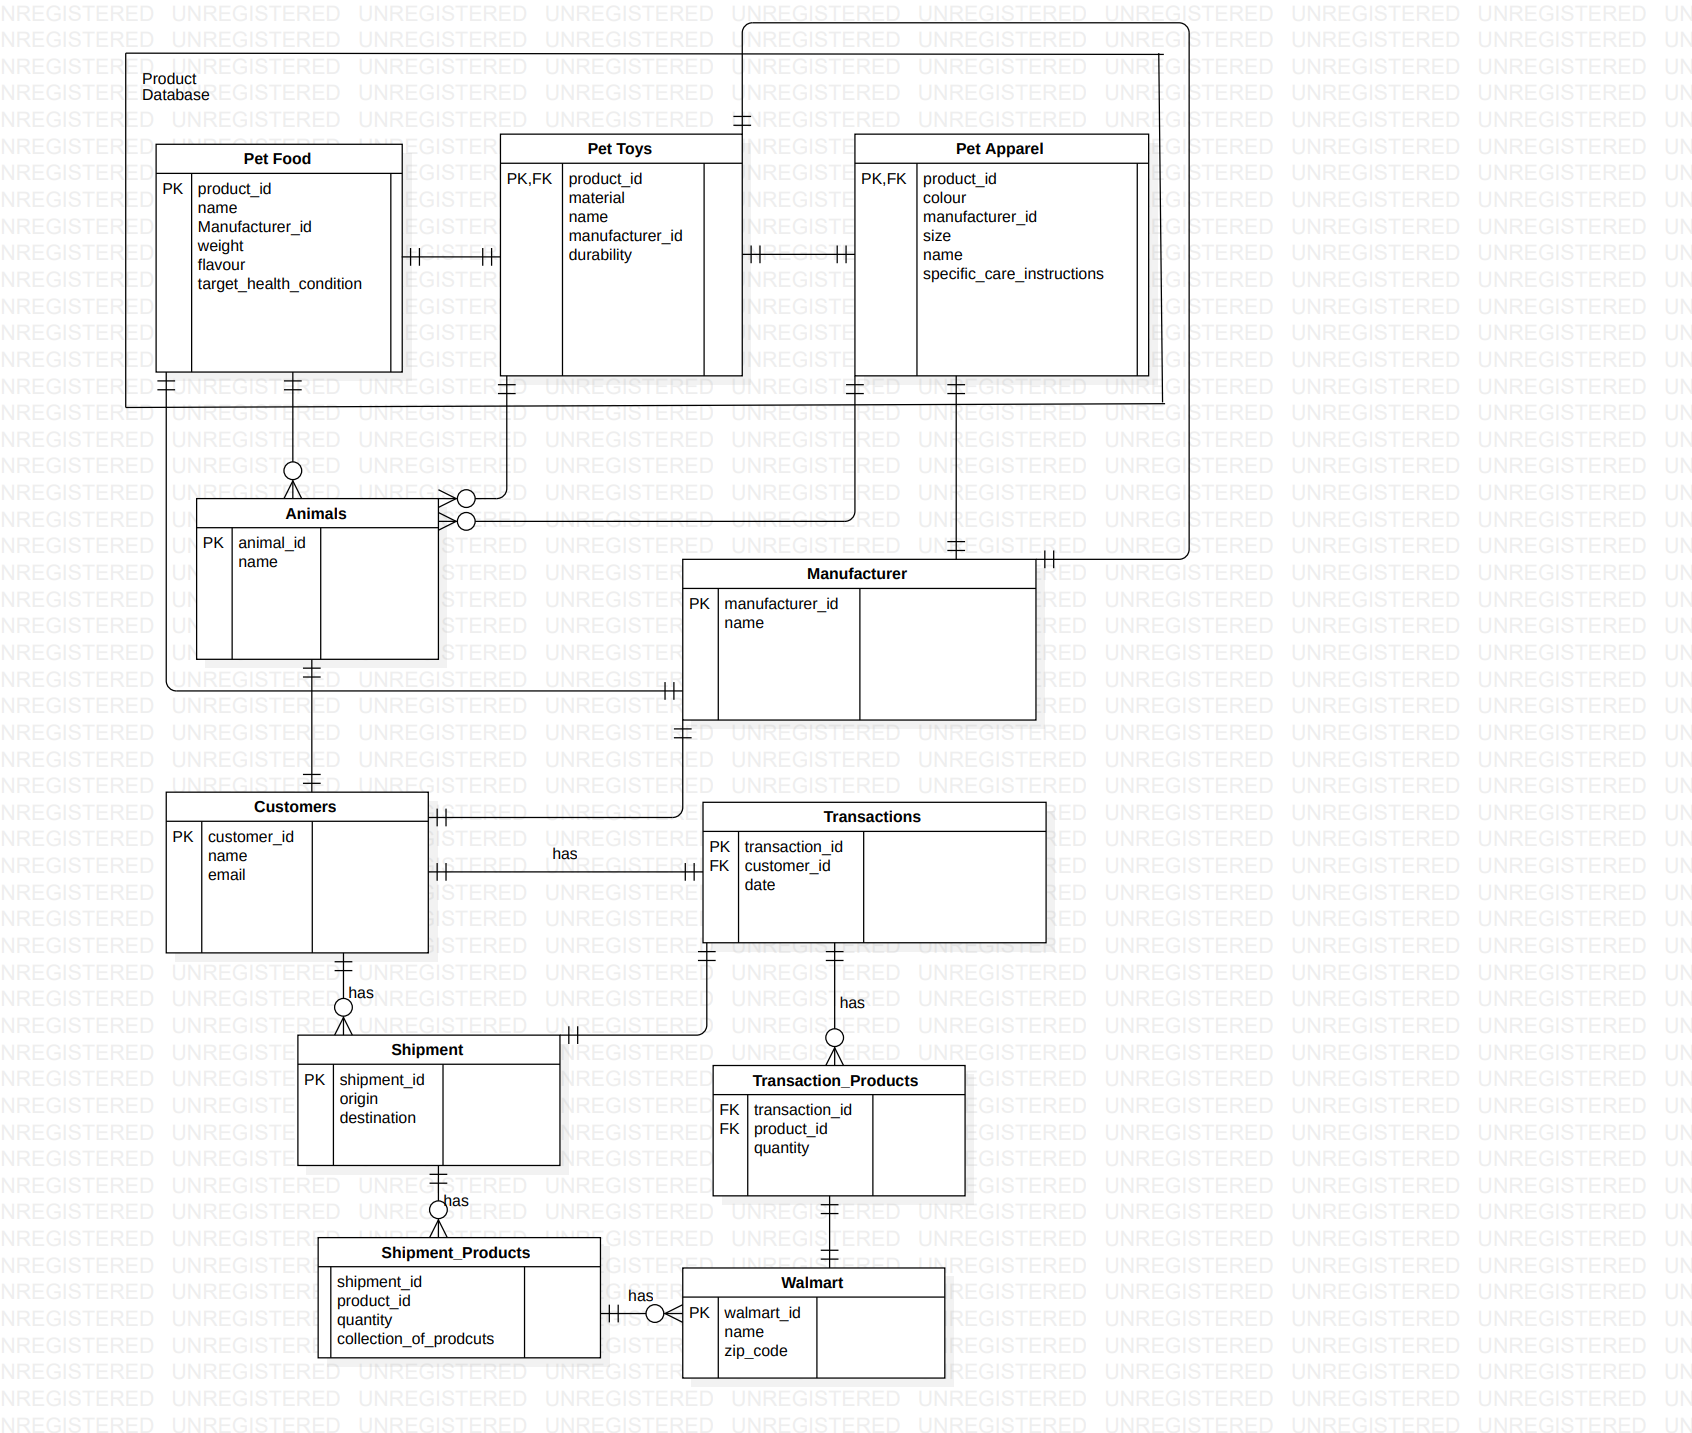 Product
Database
Pet Food
PK product_id
name
Manufacturer_id
weight
flavour
target_health_condition
Pet Toys
PK,FK product_id
material
name
manufacturer_id
durability
Pet Apparel
PK,FK product_id
colour
manufacturer_id
size
name
specific_care_instructions
Animals
PK animal_id
name
Manufacturer
PK manufacturer_id
name
Customers
PK customer_id
name
email
has
Transactions
PK transaction_id
FK customer_id
date
has
has
Shipment
PK shipment_id
origin
destination
Transaction_Products
FK transaction_id
FK product_id
quantity
has
Shipment_Products
shipment_id
product_id
quantity
collection_of_prodcuts
has
Walmart
PK walmart_id
name
zip_code
UNREGISTERED